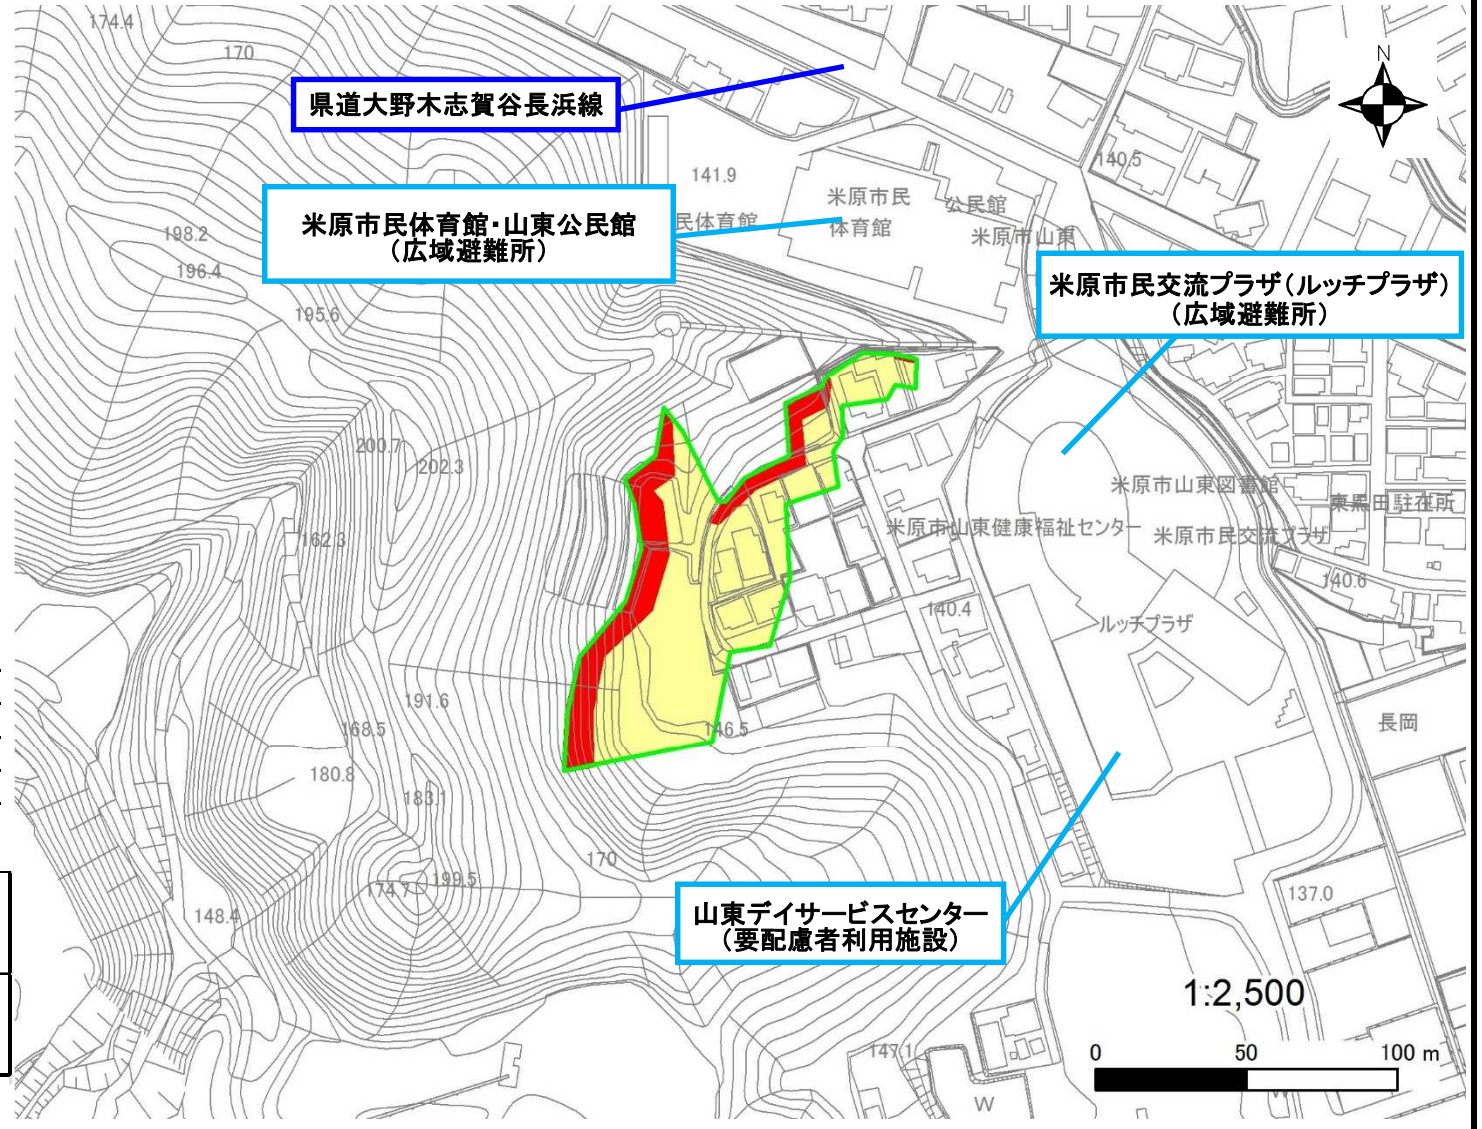 174.4
170
N
県道大野木志賀谷長浜線
140.5
141.9
米原市民
体育館
公民館
米原市山東
民体育館
米原市民体育館・山東公民館
（広域避難所）
198.2
196.4
195.6
米原市民交流プラザ（ルッチプラザ）
（広域避難所）
200.7
202.3
162.3
米原市山東図書館
東黒田駐在所
米原市山東健康福祉センター
米原市民交流プラザ
140.6
140.4
ルッチプラザ
191.6
168.5
146.5
長岡
180.8
183.1
170
174.7
199.5
148.4
137.0
山東デイサービスセンター
（要配慮者利用施設）
1:2,500
0 50 100 m
147.1
W
W